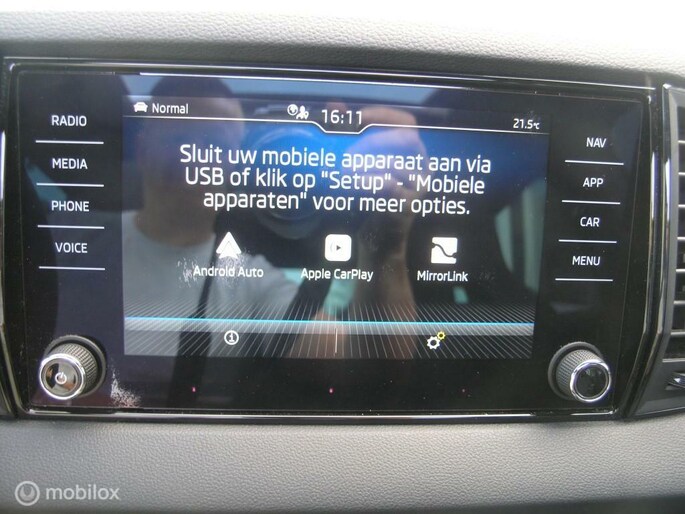 RADIO
MEDIA
PHONE
VOICE
Normal
16:11
21.5°C
Sluit uw mobiele apparaat aan via
USB of klik op "Setup" - "Mobiele
apparaten" voor meer opties.
Android Auto
Apple CarPlay
MirrorLink
NAV
APP
CAR
MENU
mobilox